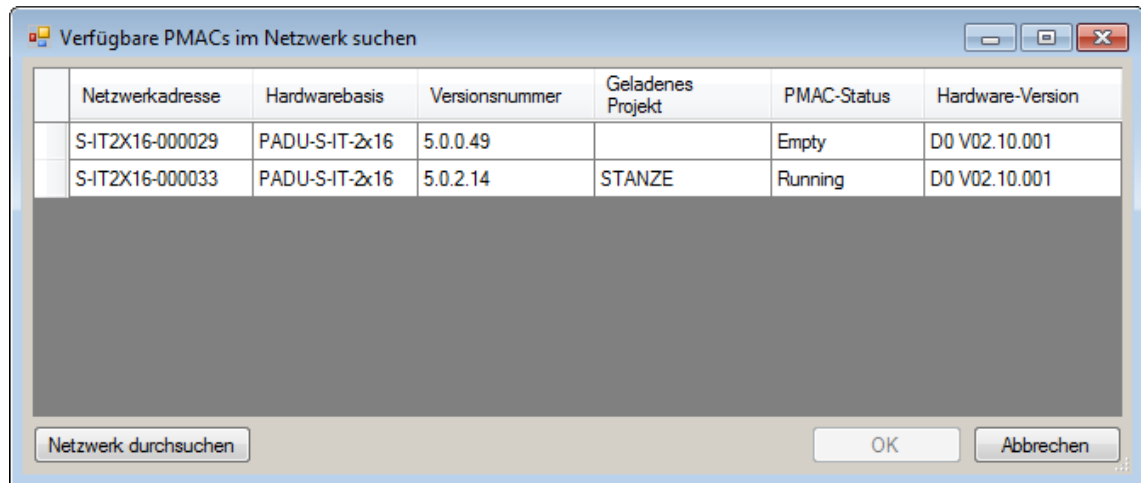 Verfügbare PMACs im Netzwerk suchen
Netzwerkadresse Hardwarebasis Versionsnummer Geladenes Projekt PMAC-Status Hardware-Version
S-IT2X16-000029 PADU-S-IT-2x16 5.0.0.49 Empty D0 V02.10.001
S-IT2X16-000033 PADU-S-IT-2x16 5.0.2.14 STANZE Running D0 V02.10.001
Netzwerk durchsuchen OK Abbrechen